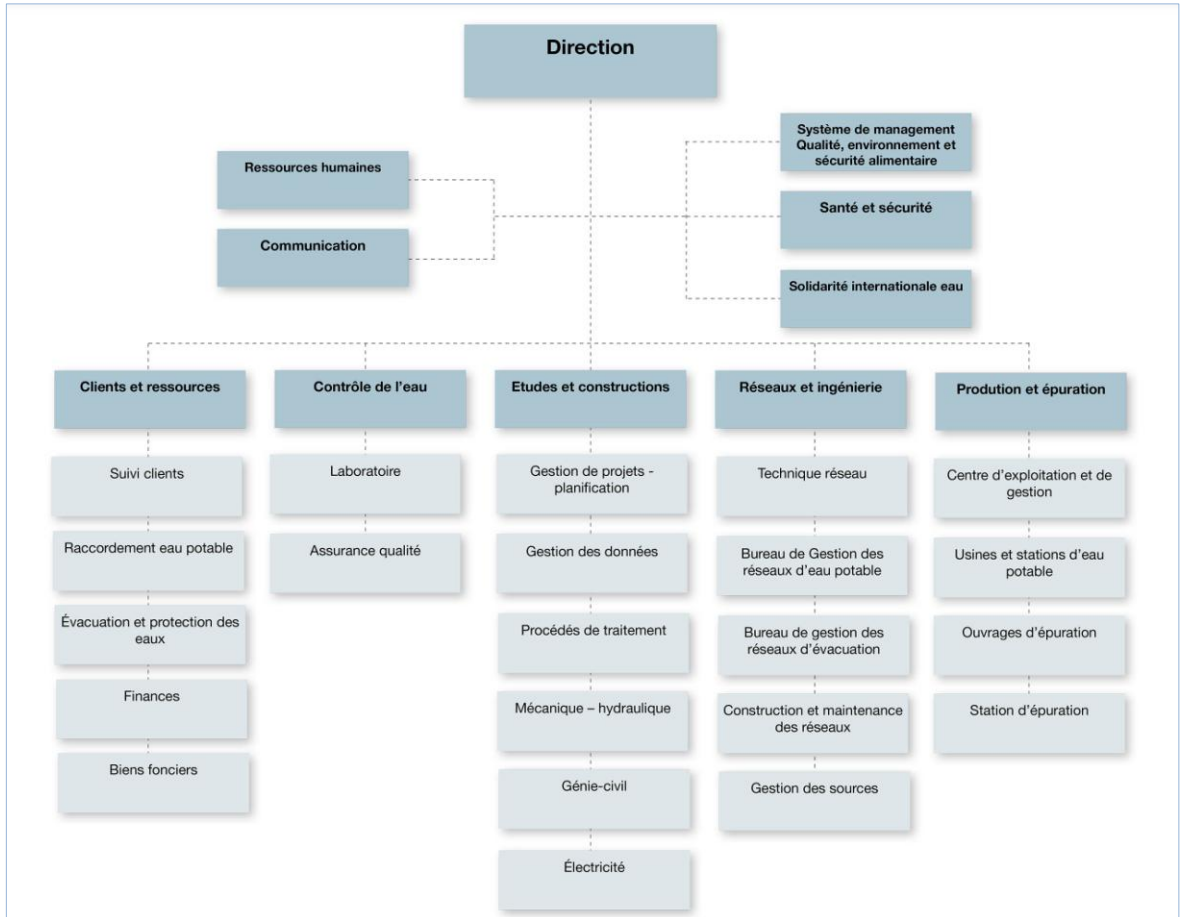 Direction
Système de management
Qualité, environnement et
sécurité alimentaire
Ressources humaines
Santé et sécurité
Communication
Solidarité internationale eau
Clients et ressources
Contrôle de l'eau
Etudes et constructions
Réseaux et ingénierie
Prodution et épuration
Suivi clients
Raccordement eau potable
Évacuation et protection des
eaux
Finances
Biens fonciers
Laboratoire
Assurance qualité
Gestion de projets -
planification
Gestion des données
Procédés de traitement
Mécanique – hydraulique
Génie-civil
Électricité
Technique réseau
Bureau de Gestion des
réseaux d'eau potable
Bureau de gestion des
réseaux d'évacuation
Construction et maintenance
des réseaux
Gestion des sources
Centre d'exploitation et de
gestion
Usines et stations d'eau
potable
Ouvrages d'épuration
Station d'épuration